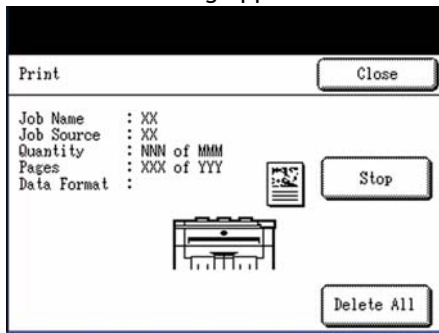 Print
Close
Job Name : XX
Job Source : XX
Quantity : NNN of MMM
Pages : XXX of YYY
Data Format :
Stop
Delete All